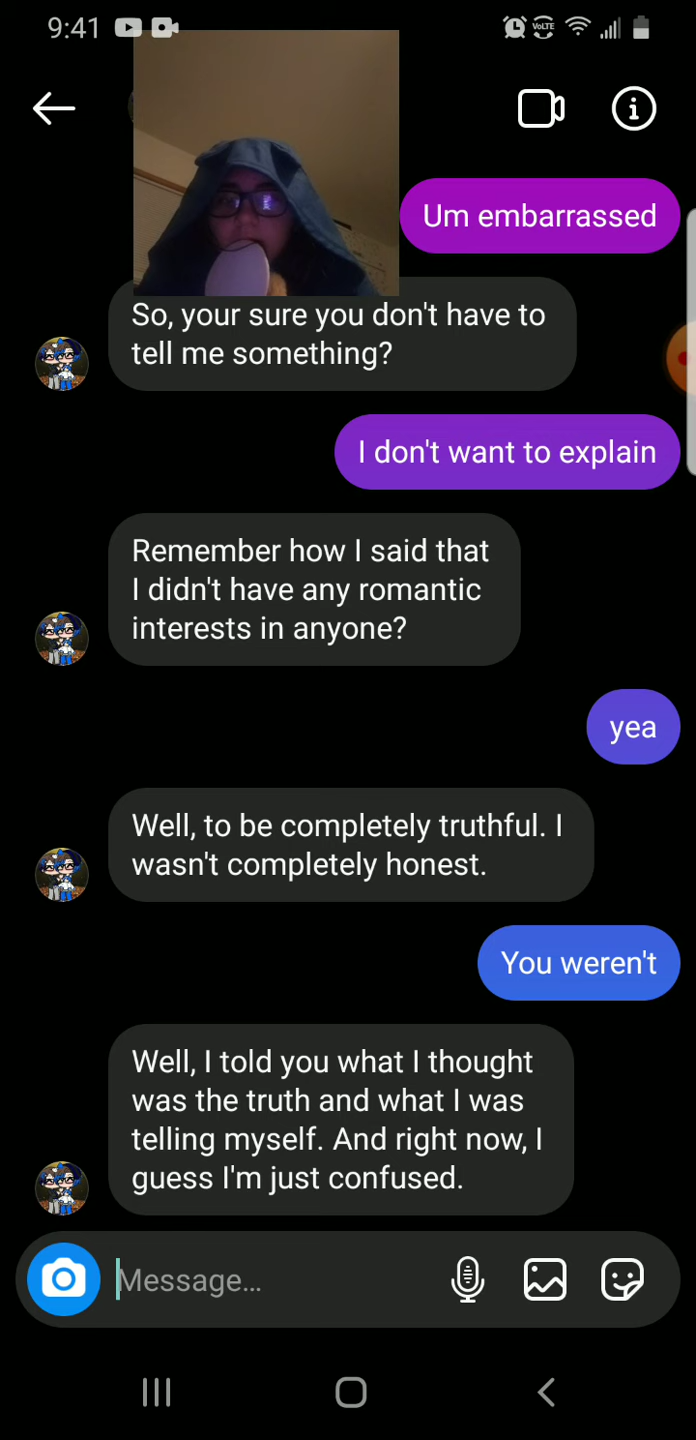 9:41
VoLTE
Um embarrassed
So, your sure you don't have to
tell me something?
I don't want to explain
Remember how I said that
I didn't have any romantic
interests in anyone?
yea
Well, to be completely truthful. I
wasn't completely honest.
You weren't
Well, I told you what I thought
was the truth and what I was
telling myself. And right now, I
guess I'm just confused.
Message...